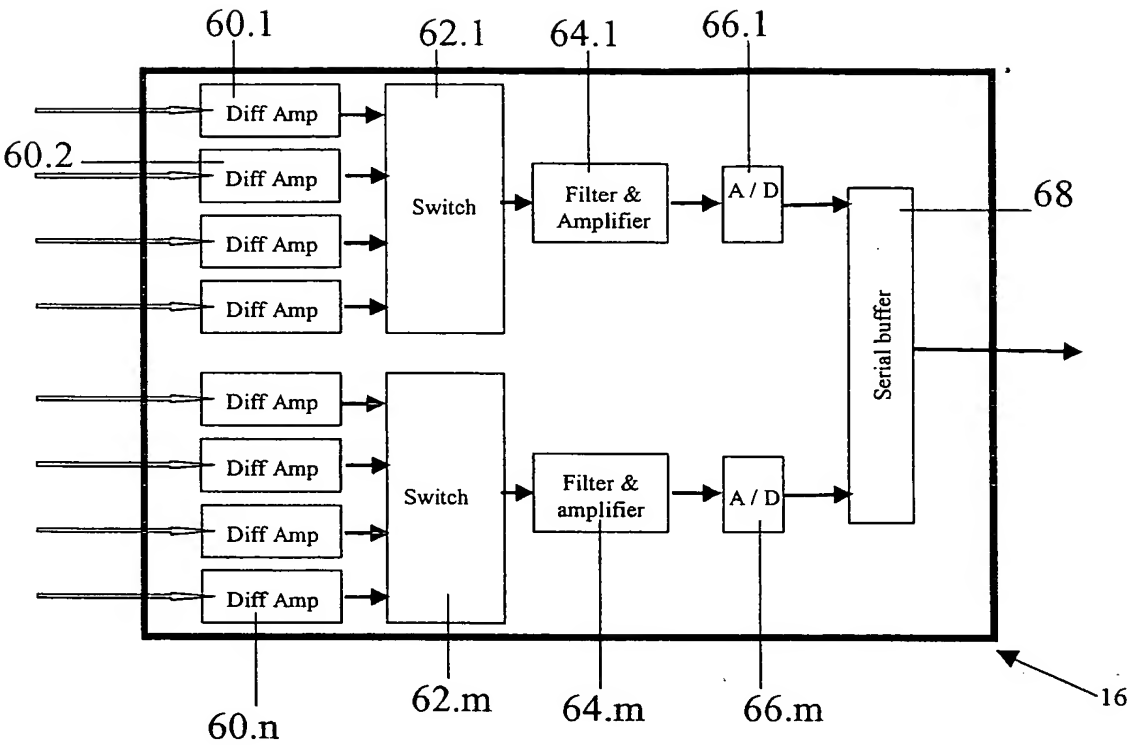 60.1
62.1
64.1
66.1
Diff Amp
60.2
Diff Amp
Diff Amp
Diff Amp
Switch
Filter &
Amplifier
A / D
68
Serial buffer
Diff Amp
Diff Amp
Diff Amp
Diff Amp
Switch
Filter &
amplifier
A / D
60.n
62.m
64.m
66.m
16